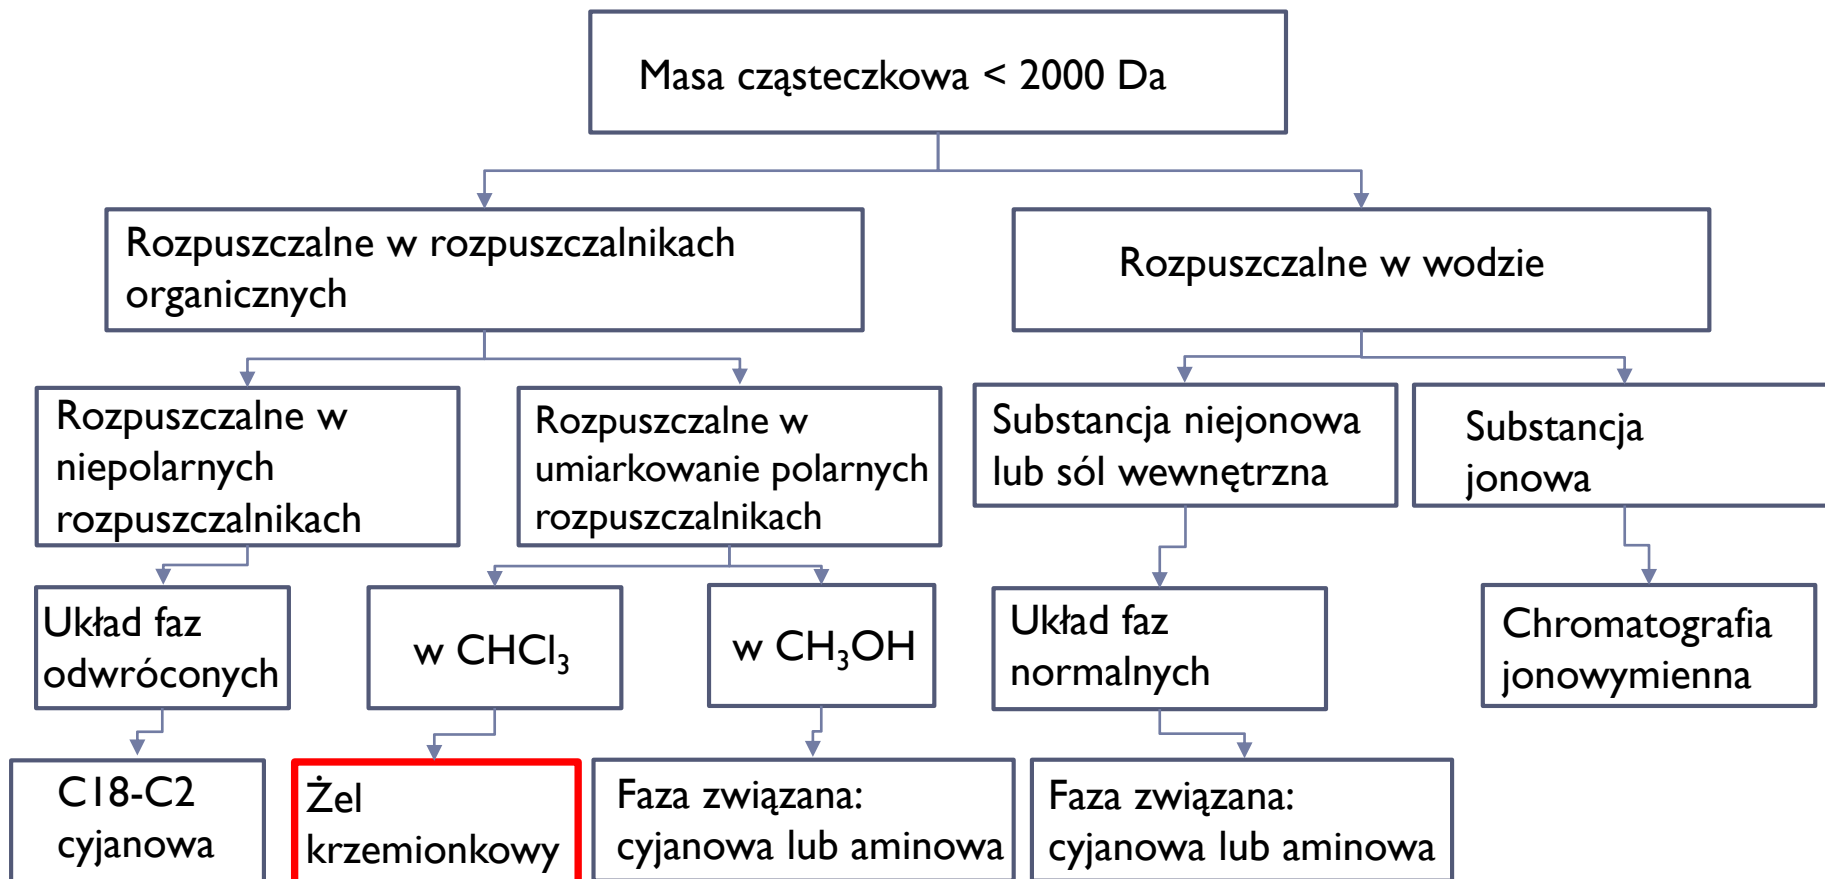 Masa cząsteczkowa < 2000 Da
Rozpuszczalne w rozpuszczalnikach
organicznych
Rozpuszczalne w wodzie
Rozpuszczalne w
niepolarnych
rozpuszczalnikach
Rozpuszczalne w
umiarkowanie polarnych
rozpuszczalnikach
Substancja niejonowa
lub sól wewnętrzna
Substancja
jonowa
Układ faz
odwróconych
w CHCl₃
w CH₃OH
Układ faz
normalnych
Chromatografia
jonowymienna
C18-C2
cyjanowa
Żel
krzemionkowy
Faza związana:
cyjanowa lub aminowa
Faza związana:
cyjanowa lub aminowa